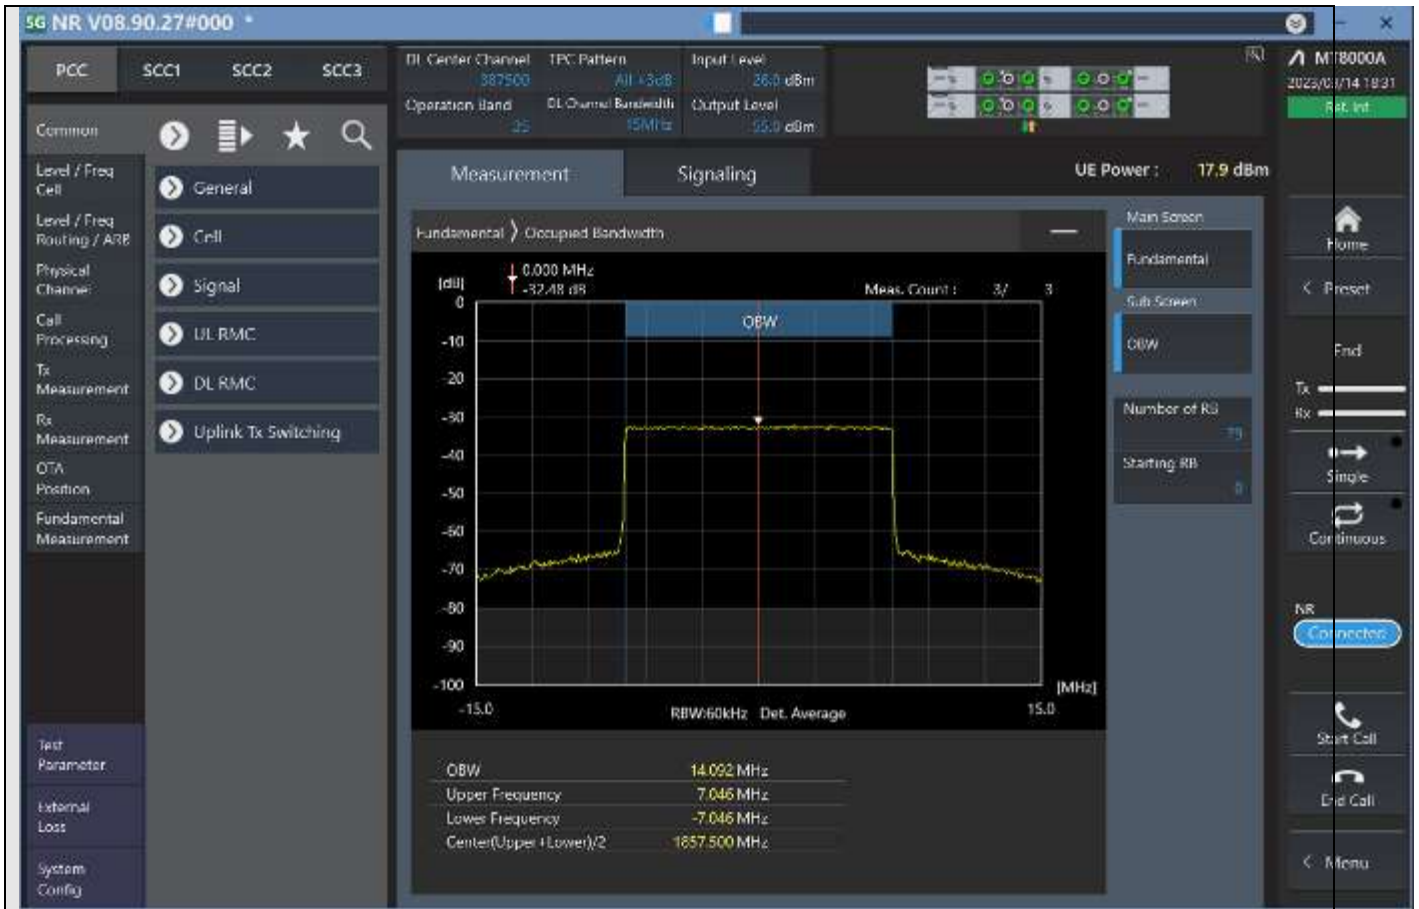 5G NR V08.90.27#000 *
PCC SCC1 SCC2 SCC3
Common
Level / Freq
Cell
Level / Freq
Routing / ARB
Physical
Channel
Call
Processing
Tx
Measurement
Rx
Measurement
OTA
Position
Fundamental
Measurement
Test
Parameter
External
Loss
System
Config
General
Cell
Signal
UL RMC
DL RMC
Uplink Tx Switching
DL Center Channel TPC Pattern Input Level
387500 All +3dB 26.0 dBm
Operation Band DL Channel Bandwidth Output Level
25 15MHz -55.0 dBm
Measurement Signaling
UE Power : 17.9 dBm
Fundamental Occupied Bandwidth
0.000 MHz
[dB] -32.48 dB Meas. Count : 3/ 3
OBW
0
-10
-20
-30
-40
-50
-60
-70
-80
-90
-100
[MHz]
-15.0 RBW:60kHz Det. Average 15.0
OBW 14.092 MHz
Upper Frequency 7.046 MHz
Lower Frequency -7.046 MHz
Center(Upper+Lower)/2 1857.500 MHz
Main Screen
Fundamental
Sub Screen
OBW
Number of RB
79
Starting RB
0
MT8000A
2023/03/14 18:31
Ref. Int
Home
< Preset
End
Tx
Rx
Single
Continuous
NR
Connected
Start Call
End Call
< Menu